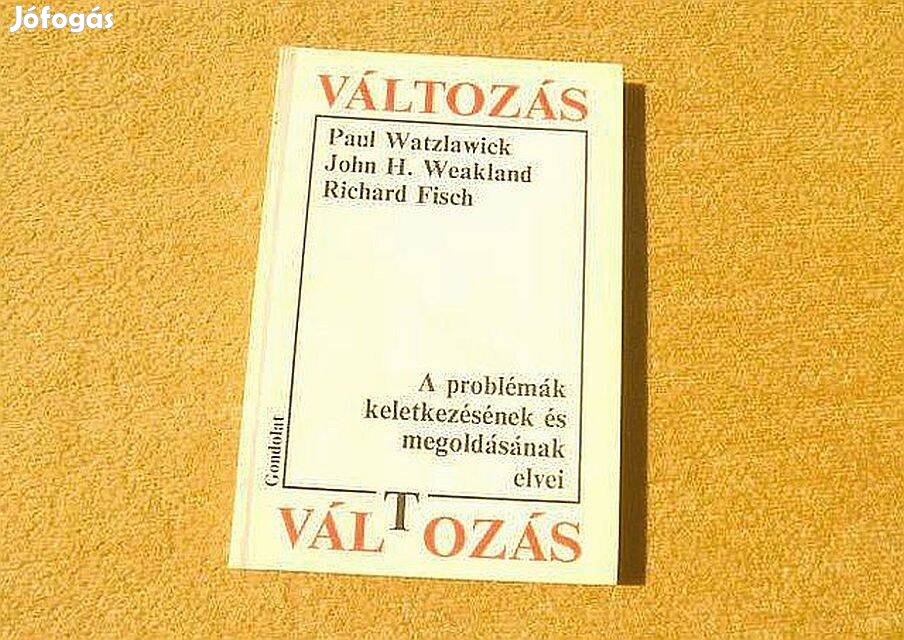 Jófogás
VÁLTOZÁS
Paul Watzlawick
John H. Weakland
Richard Fisch
A problémák
keletkezésének és
megoldásának
elvei
Gondolat
VÁLTOZÁS